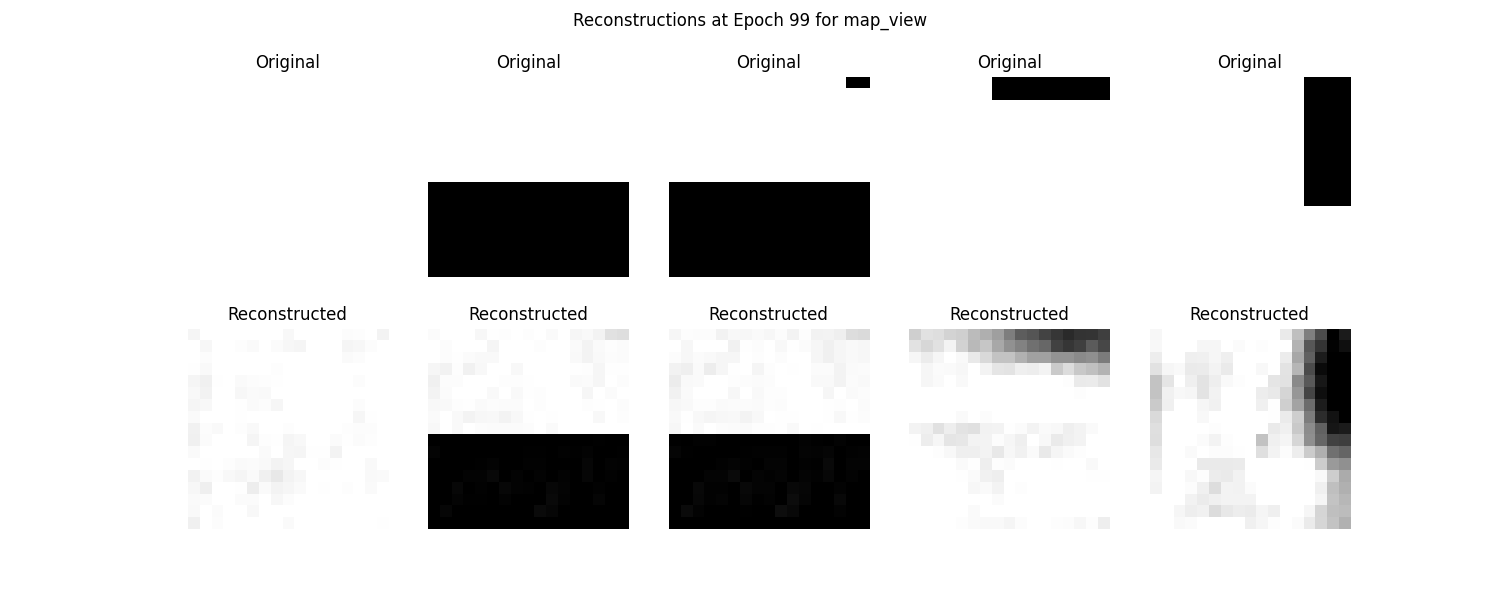 Reconstructions at Epoch 99 for map_view
Original Original Original Original Original
Reconstructed Reconstructed Reconstructed Reconstructed Reconstructed